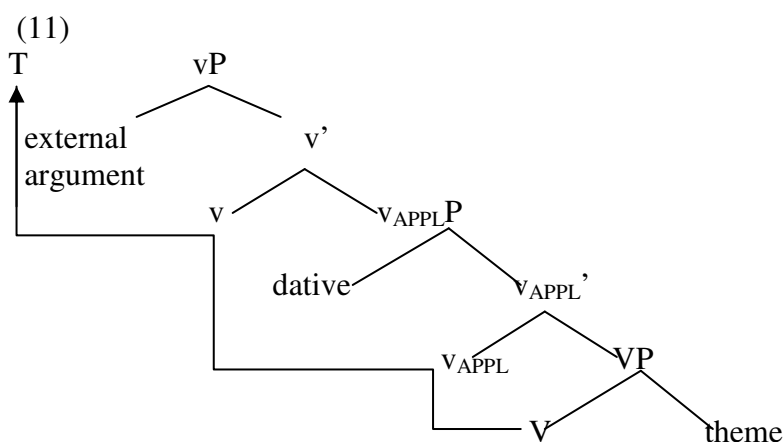 (11)
T vP
external v’
argument
v vAPPLP
dative vAPPL’
vAPPL VP
V theme